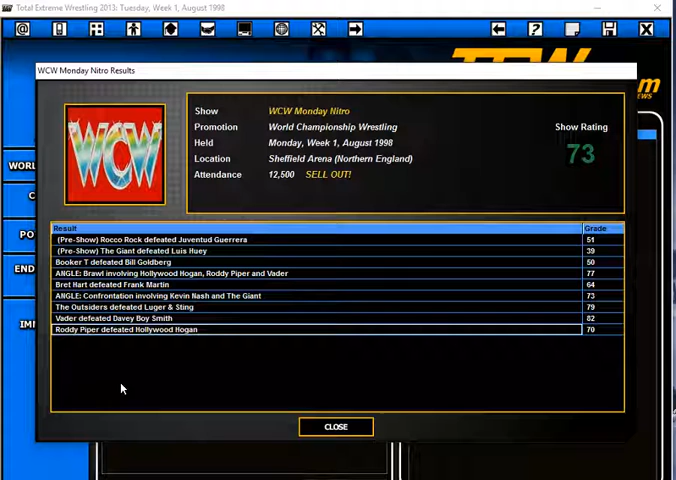 Total Extreme Wrestling 2013: Tuesday, Week 1, August 1998
WCW Monday Nitro Results
WCW
Show WCW Monday Nitro
Promotion World Championship Wrestling
Held Monday, Week 1, August 1998
Location Sheffield Arena (Northern England)
Attendance 12,500 SELL OUT!
Show Rating
73
Result Grade
(Pre-Show) Rocco Rock defeated Juventud Guerrera 51
(Pre-Show) The Giant defeated Luis Huey 39
Booker T defeated Bill Goldberg 50
ANGLE: Brawl involving Hollywood Hogan, Roddy Piper and Vader 77
Bret Hart defeated Frank Martin 64
ANGLE: Confrontation involving Kevin Nash and The Giant 73
The Outsiders defeated Luger & Sting 79
Vader defeated Davey Boy Smith 82
Roddy Piper defeated Hollywood Hogan 70
CLOSE
WORL
C
PO
END
IM